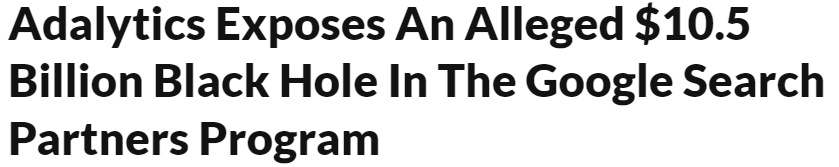 Adalytics Exposes An Alleged $10.5
Billion Black Hole In The Google Search
Partners Program